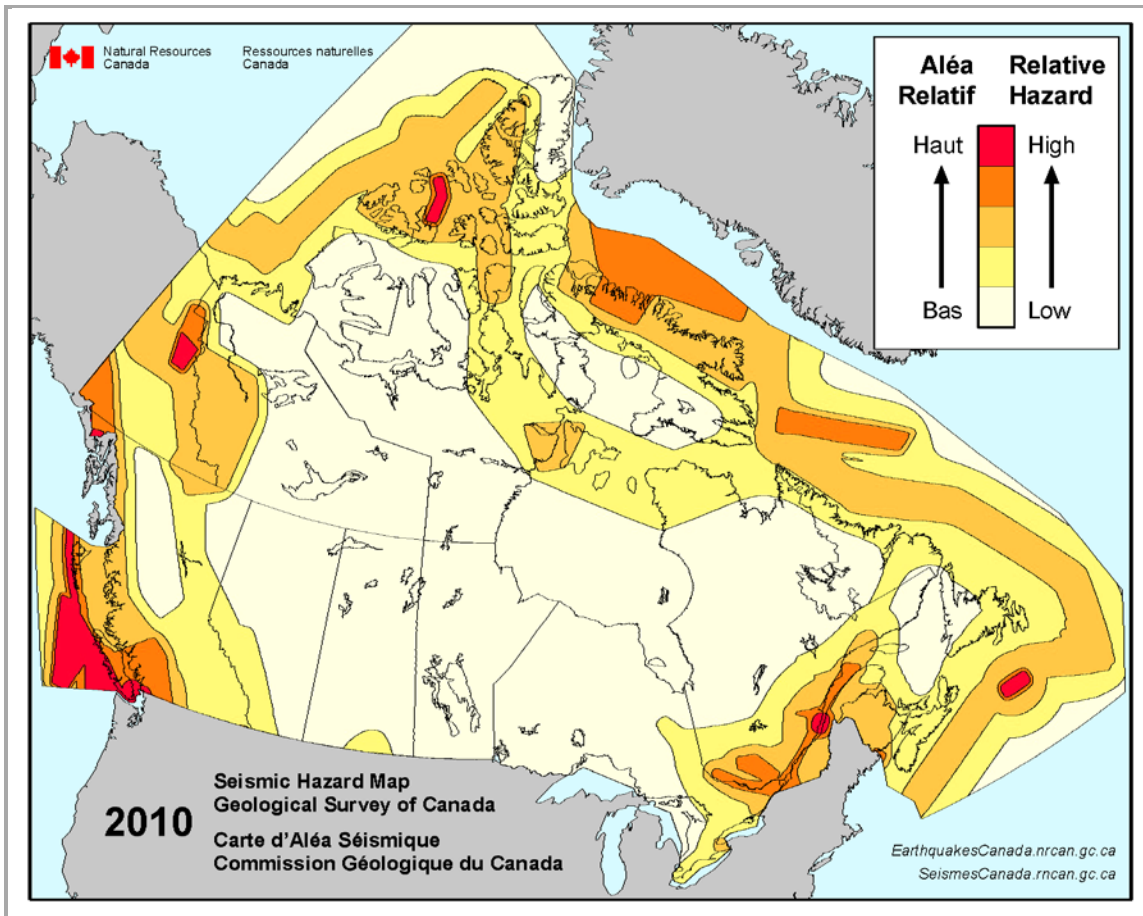 Natural Resources
Canada
Ressources naturelles
Canada
Aléa
Relatif
Relative
Hazard
Haut
High
Bas
Low
2010
Seismic Hazard Map
Geological Survey of Canada
Carte d'Aléa Séismique
Commission Géologique du Canada
EarthquakesCanada.nrcan.gc.ca
SeismesCanada.rncan.gc.ca